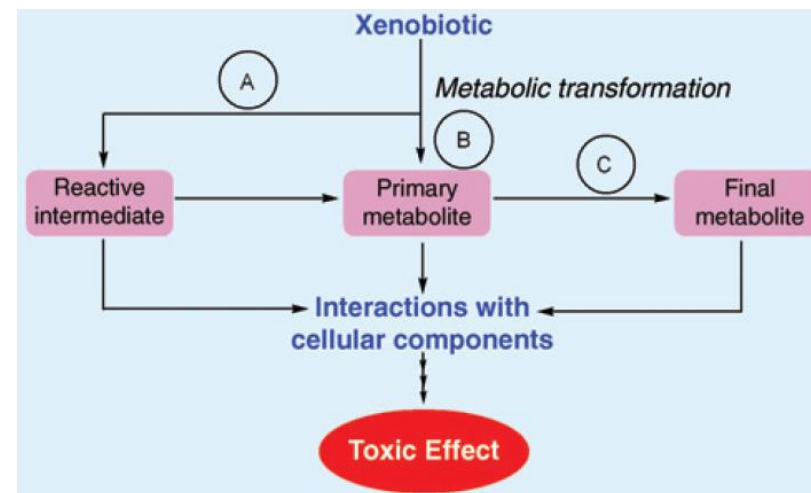 Xenobiotic
A
Metabolic transformation
B
C
Reactive
intermediate
Primary
metabolite
Final
metabolite
Interactions with
cellular components
Toxic Effect